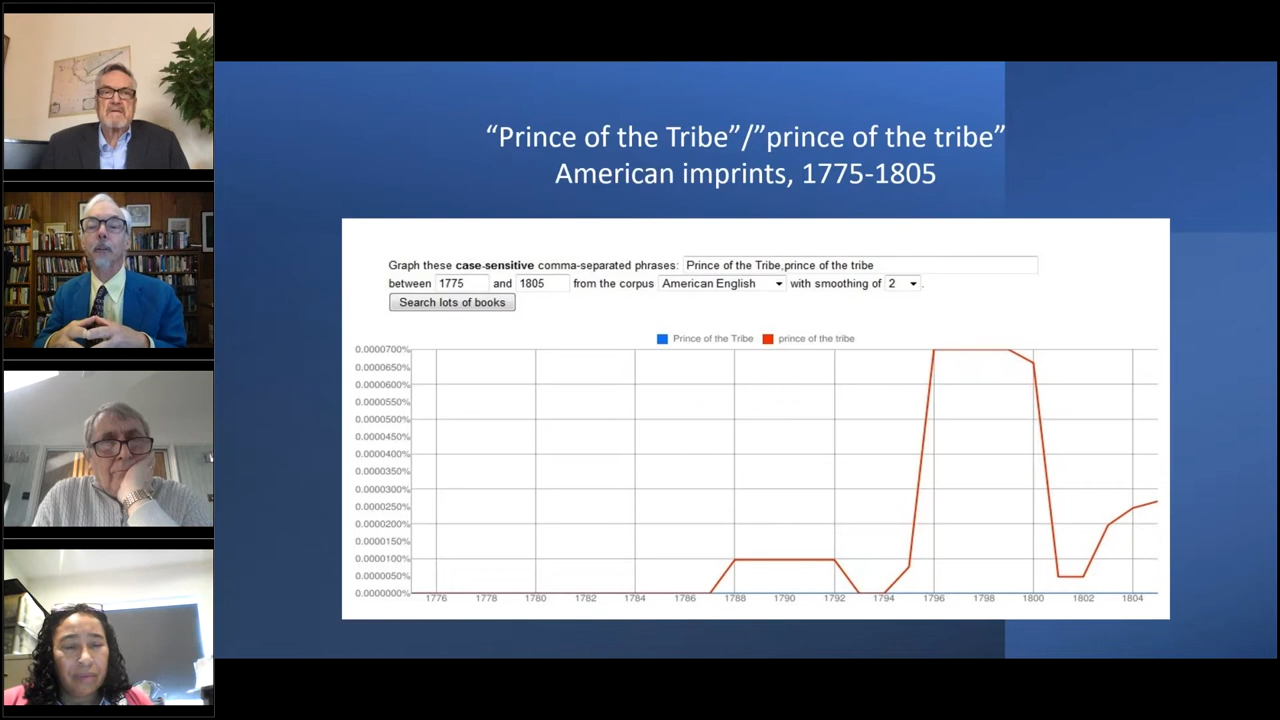 “Prince of the Tribe”/”prince of the tribe”
American imprints, 1775-1805
Graph these case-sensitive comma-separated phrases: Prince of the Tribe,prince of the tribe
between 1775 and 1805 from the corpus American English with smoothing of 2 .
Search lots of books
Prince of the Tribe prince of the tribe
0.0000700%
0.0000650%
0.0000600%
0.0000550%
0.0000500%
0.0000450%
0.0000400%
0.0000350%
0.0000300%
0.0000250%
0.0000200%
0.0000150%
0.0000100%
0.0000050%
0.0000000%
1776 1778 1780 1782 1784 1786 1788 1790 1792 1794 1796 1798 1800 1802 1804